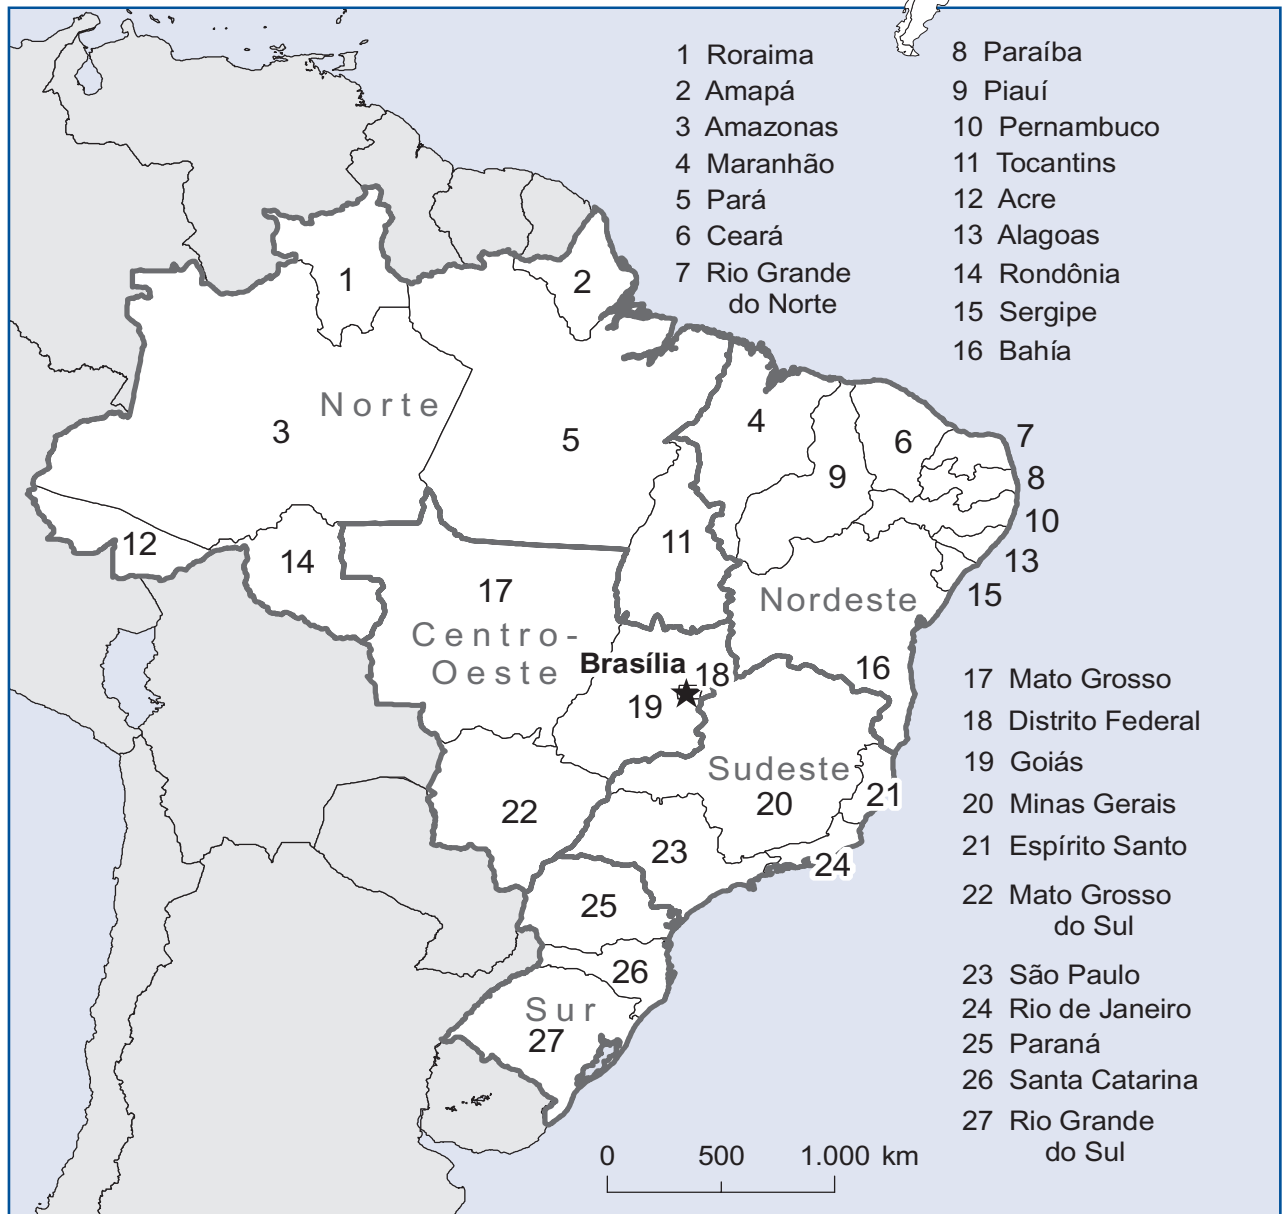 1 Roraima
2 Amapá
3 Amazonas
4 Maranhão
5 Pará
6 Ceará
7 Rio Grande
do Norte
8 Paraíba
9 Piauí
10 Pernambuco
11 Tocantins
12 Acre
13 Alagoas
14 Rondônia
15 Sergipe
16 Bahía
1
2
Norte
3
5
4
9
6
7
8
10
13
15
12
14
11
17
Centro-
Oeste
Nordeste
Brasília
18
19
16
Sudeste
20
21
22
23
24
25
26
Sur
27
17 Mato Grosso
18 Distrito Federal
19 Goiás
20 Minas Gerais
21 Espírito Santo
22 Mato Grosso
do Sul
23 São Paulo
24 Rio de Janeiro
25 Paraná
26 Santa Catarina
27 Rio Grande
do Sul
0 500 1.000 km